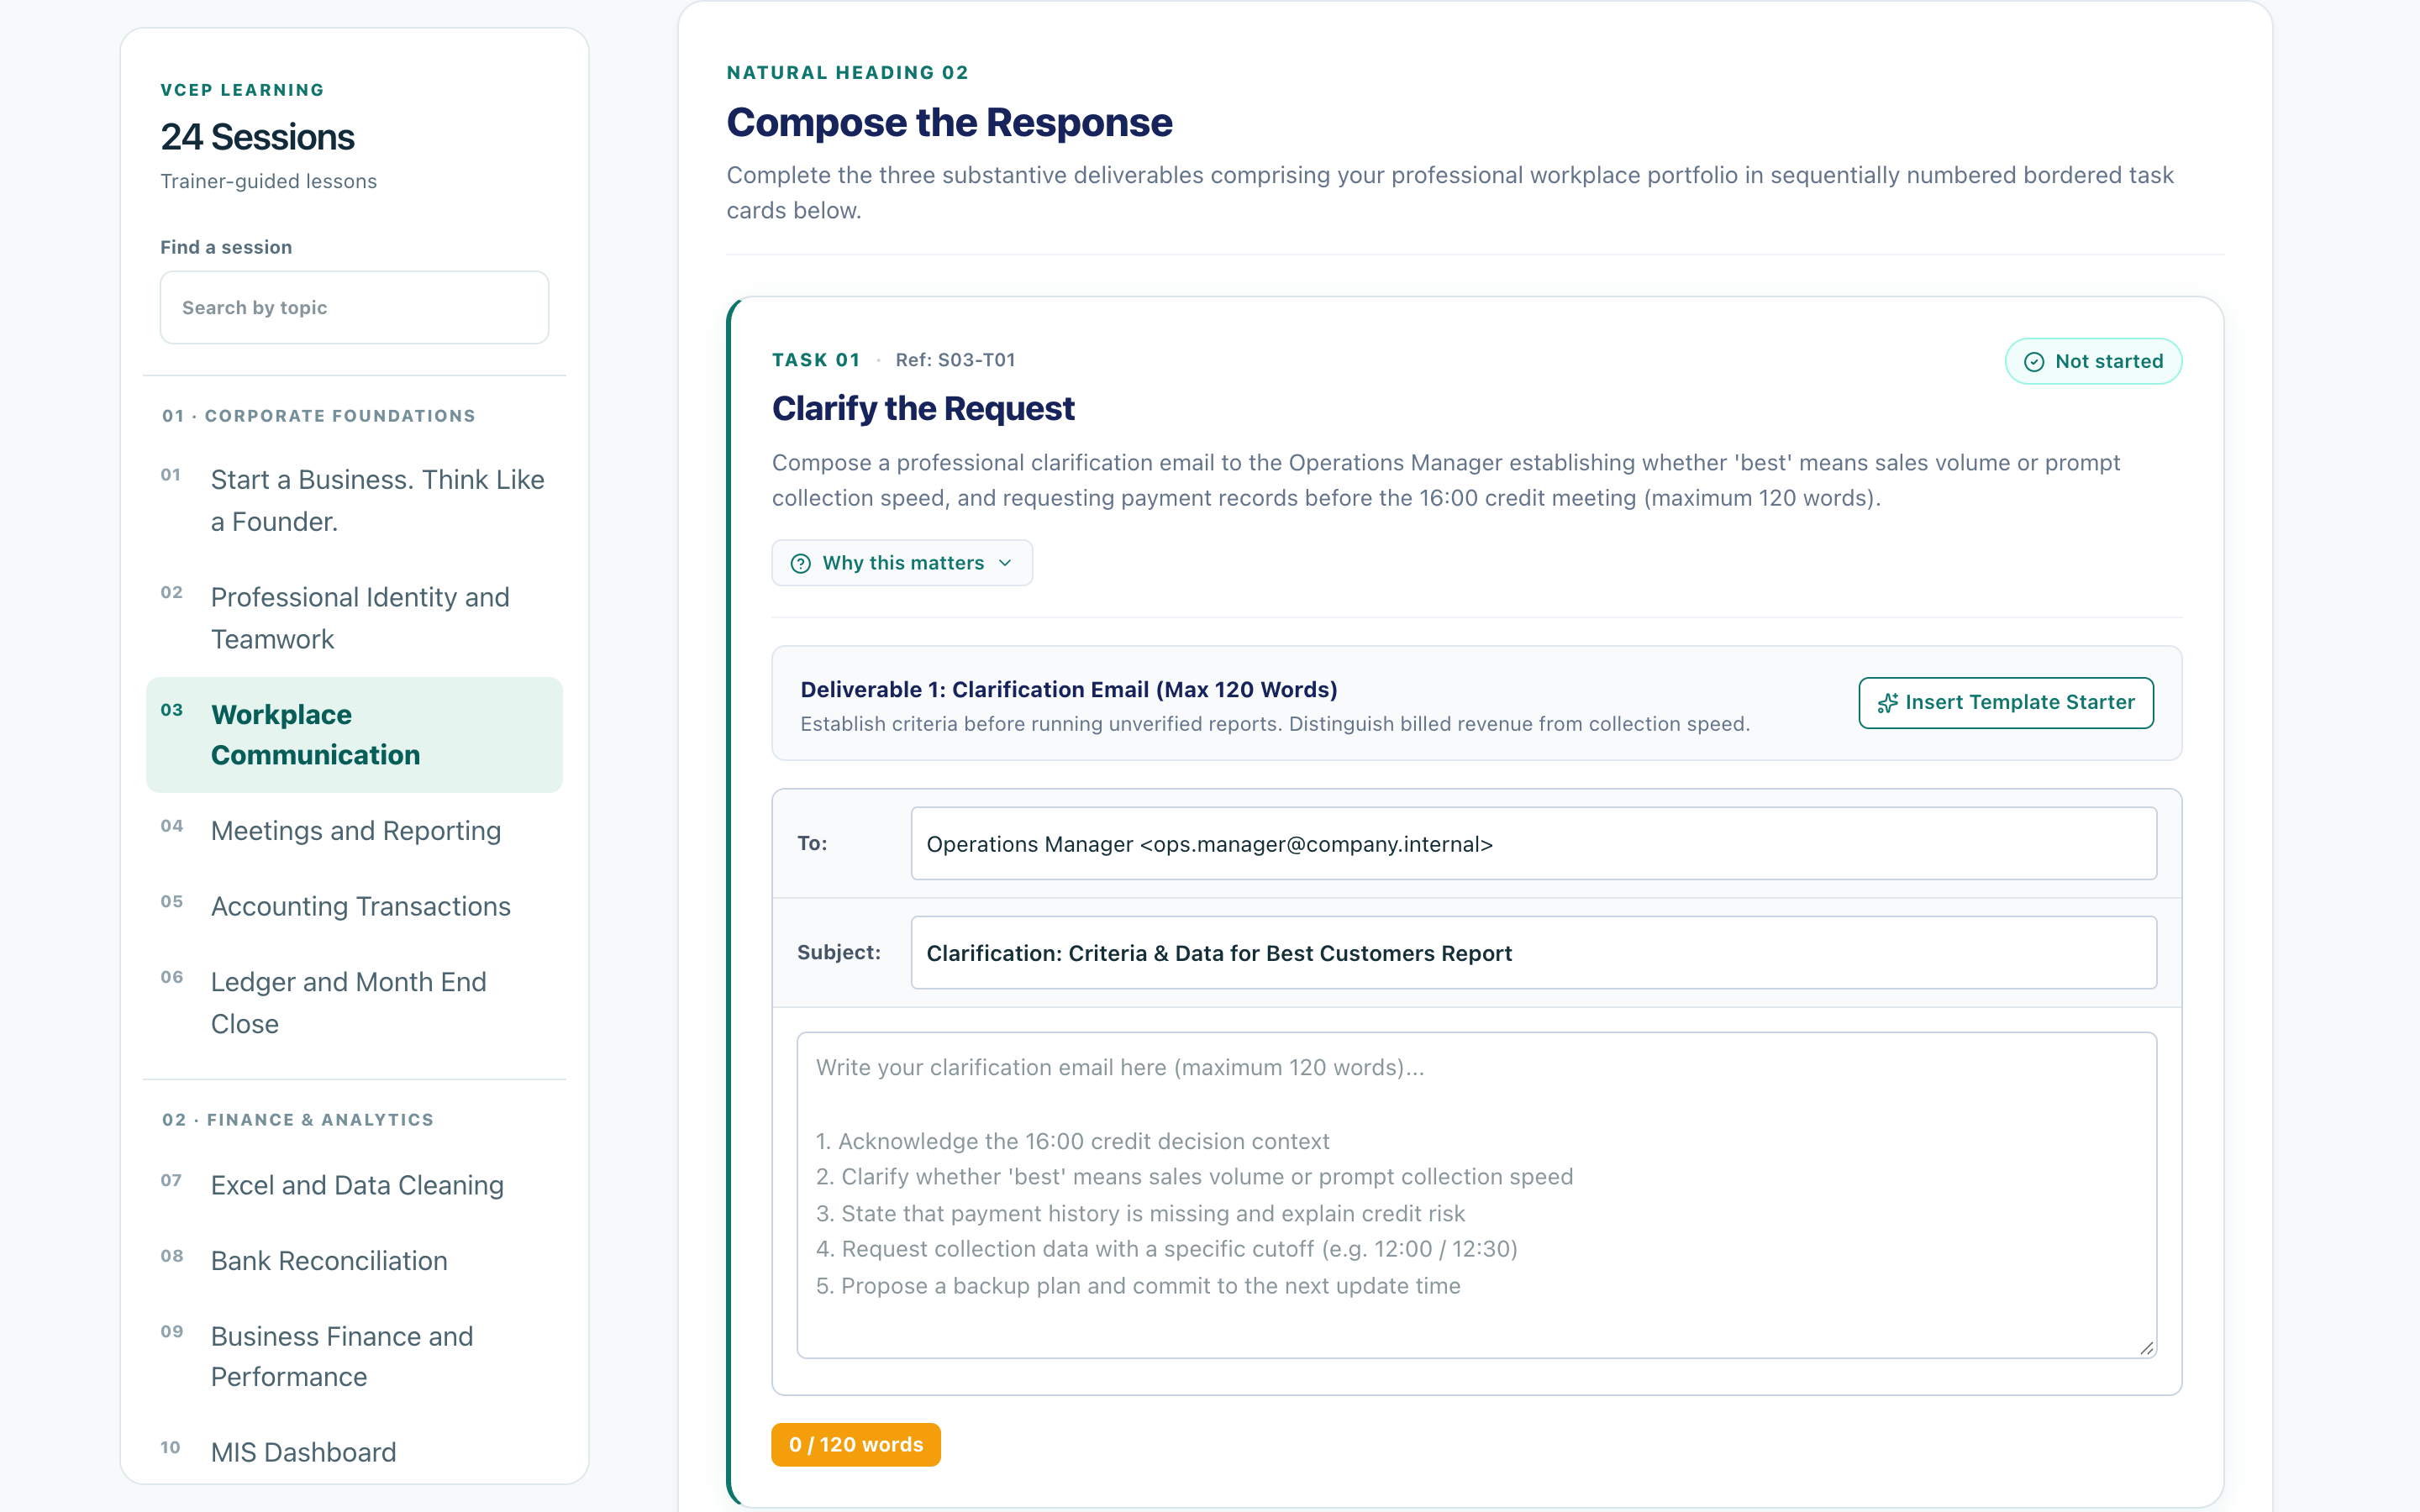 VCEP LEARNING
24 Sessions
Trainer-guided lessons
Find a session
Search by topic
01 · CORPORATE FOUNDATIONS
01 Start a Business. Think Like
a Founder.
02 Professional Identity and
Teamwork
03 Workplace
Communication
04 Meetings and Reporting
05 Accounting Transactions
06 Ledger and Month End
Close
02 · FINANCE & ANALYTICS
07 Excel and Data Cleaning
08 Bank Reconciliation
09 Business Finance and
Performance
10 MIS Dashboard
NATURAL HEADING 02
Compose the Response
Complete the three substantive deliverables comprising your professional workplace portfolio in sequentially numbered bordered task
cards below.
TASK 01 · Ref: S03-T01
Not started
Clarify the Request
Compose a professional clarification email to the Operations Manager establishing whether 'best' means sales volume or prompt
collection speed, and requesting payment records before the 16:00 credit meeting (maximum 120 words).
Why this matters
Deliverable 1: Clarification Email (Max 120 Words)
Establish criteria before running unverified reports. Distinguish billed revenue from collection speed.
Insert Template Starter
To: Operations Manager <ops.manager@company.internal>
Subject: Clarification: Criteria & Data for Best Customers Report
Write your clarification email here (maximum 120 words)...
1. Acknowledge the 16:00 credit decision context
2. Clarify whether 'best' means sales volume or prompt collection speed
3. State that payment history is missing and explain credit risk
4. Request collection data with a specific cutoff (e.g. 12:00 / 12:30)
5. Propose a backup plan and commit to the next update time
0 / 120 words